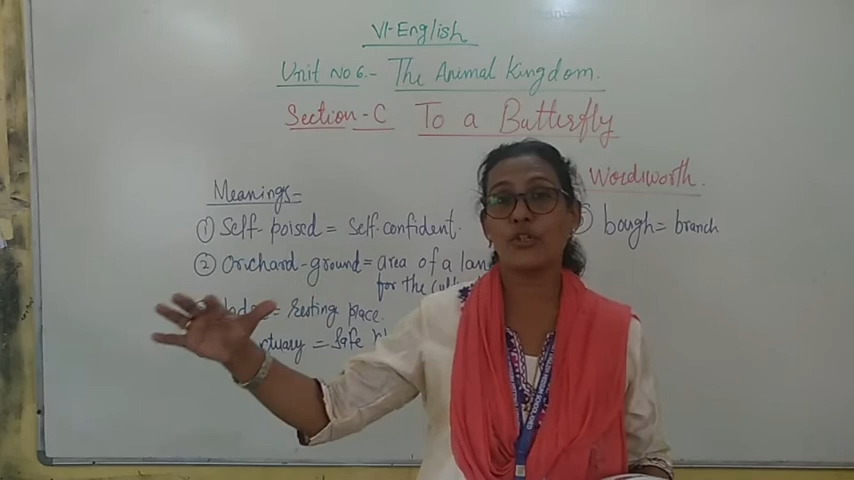 VI-English
Unit No 6.- The Animal Kingdom.
Section-C To a Butterfly
Wordsworth.
Meanings=
① Self-poised = self-confident.
② Orchard-ground = area of a
for the
= resting place.
= safe
bough = branch